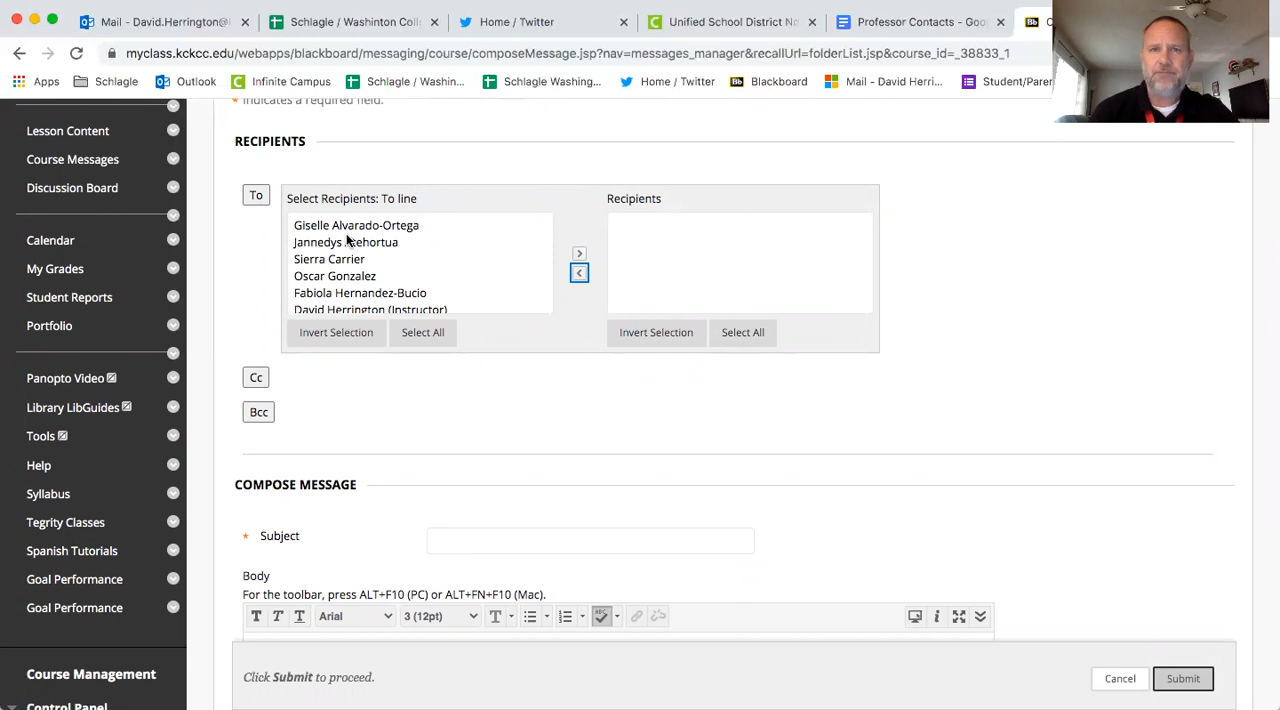 Mail - David.Herrington@
Schlagle / Washinton Coll
Home / Twitter
Unified School District No
Professor Contacts - Goo
myclass.kckcc.edu/webapps/blackboard/messaging/course/composeMessage.jsp?nav=messages_manager&recallUrl=folderList.jsp&course_id=_38833_1
Apps
Schlagle
Outlook
Infinite Campus
Schlagle / Washin...
Schlagle Washing...
Home / Twitter
Bb Blackboard
Mail - David Herri...
Student/Paren
Lesson Content
Course Messages
Discussion Board
Calendar
My Grades
Student Reports
Portfolio
Panopto Video
Library LibGuides
Tools
Help
Syllabus
Tegrity Classes
Spanish Tutorials
Goal Performance
Goal Performance
Course Management
Control Panel
* Indicates a required field.
RECIPIENTS
To
Select Recipients: To line
Recipients
Giselle Alvarado-Ortega
Jannedys
Sierra Carrier
Oscar Gonzalez
Fabiola Hernandez-Bucio
David Herrington (Instructor)
Invert Selection
Select All
Invert Selection
Select All
Cc
Bcc
COMPOSE MESSAGE
* Subject
Body
For the toolbar, press ALT+F10 (PC) or ALT+FN+F10 (Mac).
T T T Arial 3 (12pt) T
Click Submit to proceed.
Cancel
Submit